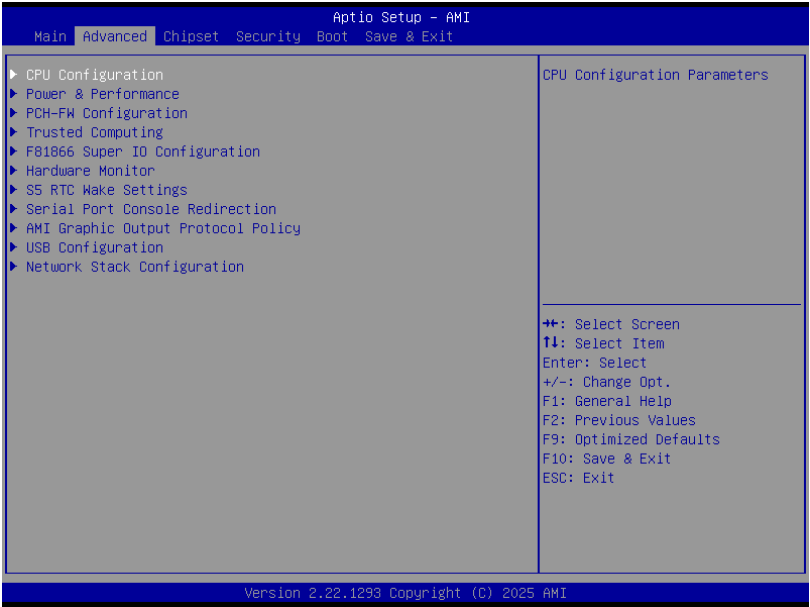 Aptio Setup – AMI
Main Advanced Chipset Security Boot Save & Exit
CPU Configuration
Power & Performance
PCH-FW Configuration
Trusted Computing
F81866 Super IO Configuration
Hardware Monitor
S5 RTC Wake Settings
Serial Port Console Redirection
AMI Graphic Output Protocol Policy
USB Configuration
Network Stack Configuration
CPU Configuration Parameters
→←: Select Screen
↑↓: Select Item
Enter: Select
+/-: Change Opt.
F1: General Help
F2: Previous Values
F9: Optimized Defaults
F10: Save & Exit
ESC: Exit
Version 2.22.1293 Copyright (C) 2025 AMI